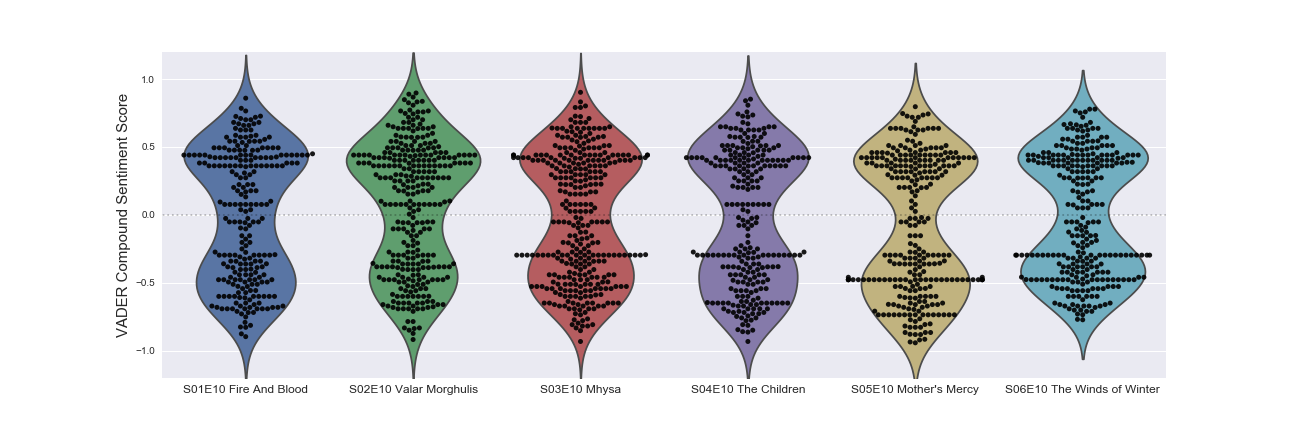 VADER Compound Sentiment Score
1.0
0.5
0.0
−0.5
−1.0
S01E10 Fire And Blood
S02E10 Valar Morghulis
S03E10 Mhysa
S04E10 The Children
S05E10 Mother's Mercy
S06E10 The Winds of Winter